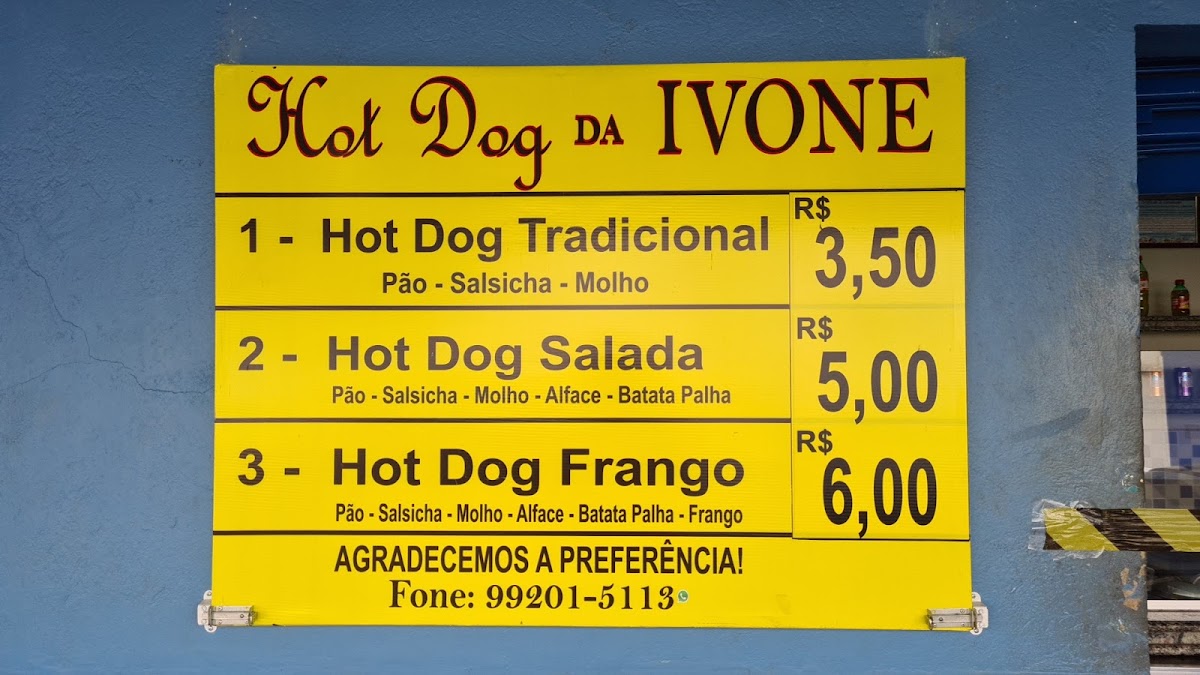 Hot Dog DA IVONE
1 - Hot Dog Tradicional
Pão - Salsicha - Molho
R$
3,50
2 - Hot Dog Salada
Pão - Salsicha - Molho - Alface - Batata Palha
R$
5,00
3 - Hot Dog Frango
Pão - Salsicha - Molho - Alface - Batata Palha - Frango
R$
6,00
AGRADECEMOS A PREFERÊNCIA!
Fone: 99201-5113